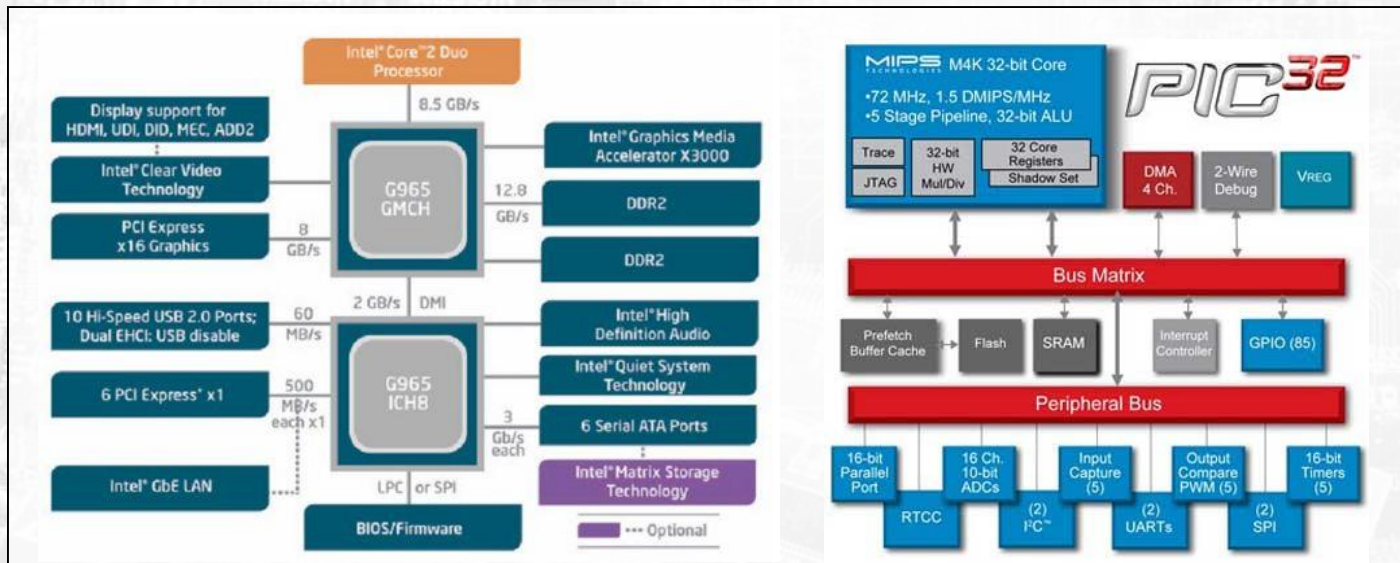 Intel® Core™2 Duo
Processor
8.5 GB/s
Display support for
HDMI, UDI, DID, MEC, ADD2
Intel® Clear Video
Technology
PCI Express
x16 Graphics
8
GB/s
G965
GMCH
Intel® Graphics Media
Accelerator X3000
12.8
GB/s
DDR2
DDR2
2 GB/s DMI
10 Hi-Speed USB 2.0 Ports;
Dual EHCI: USB disable
60
MB/s
6 PCI Express* x1
500
MB/s
each x1
Intel® GbE LAN
G965
ICH8
Intel® High
Definition Audio
Intel® Quiet System
Technology
3
Gb/s
each
6 Serial ATA Ports
Intel® Matrix Storage
Technology
LPC or SPI
BIOS/Firmware
--- Optional
MIPS
TECHNOLOGIES
M4K 32-bit Core
•72 MHz, 1.5 DMIPS/MHz
•5 Stage Pipeline, 32-bit ALU
Trace
JTAG
32-bit
HW
Mul/Div
32 Core
Registers
Shadow Set
PIC32™
DMA
4 Ch.
2-Wire
Debug
VREG
Bus Matrix
Prefetch
Buffer Cache
Flash
SRAM
Interrupt
Controller
GPIO (85)
Peripheral Bus
16-bit
Parallel
Port
RTCC
16 Ch.
10-bit
ADCs
(2)
I²C™
Input
Capture
(5)
(2)
UARTs
Output
Compare
PWM (5)
(2)
SPI
16-bit
Timers
(5)